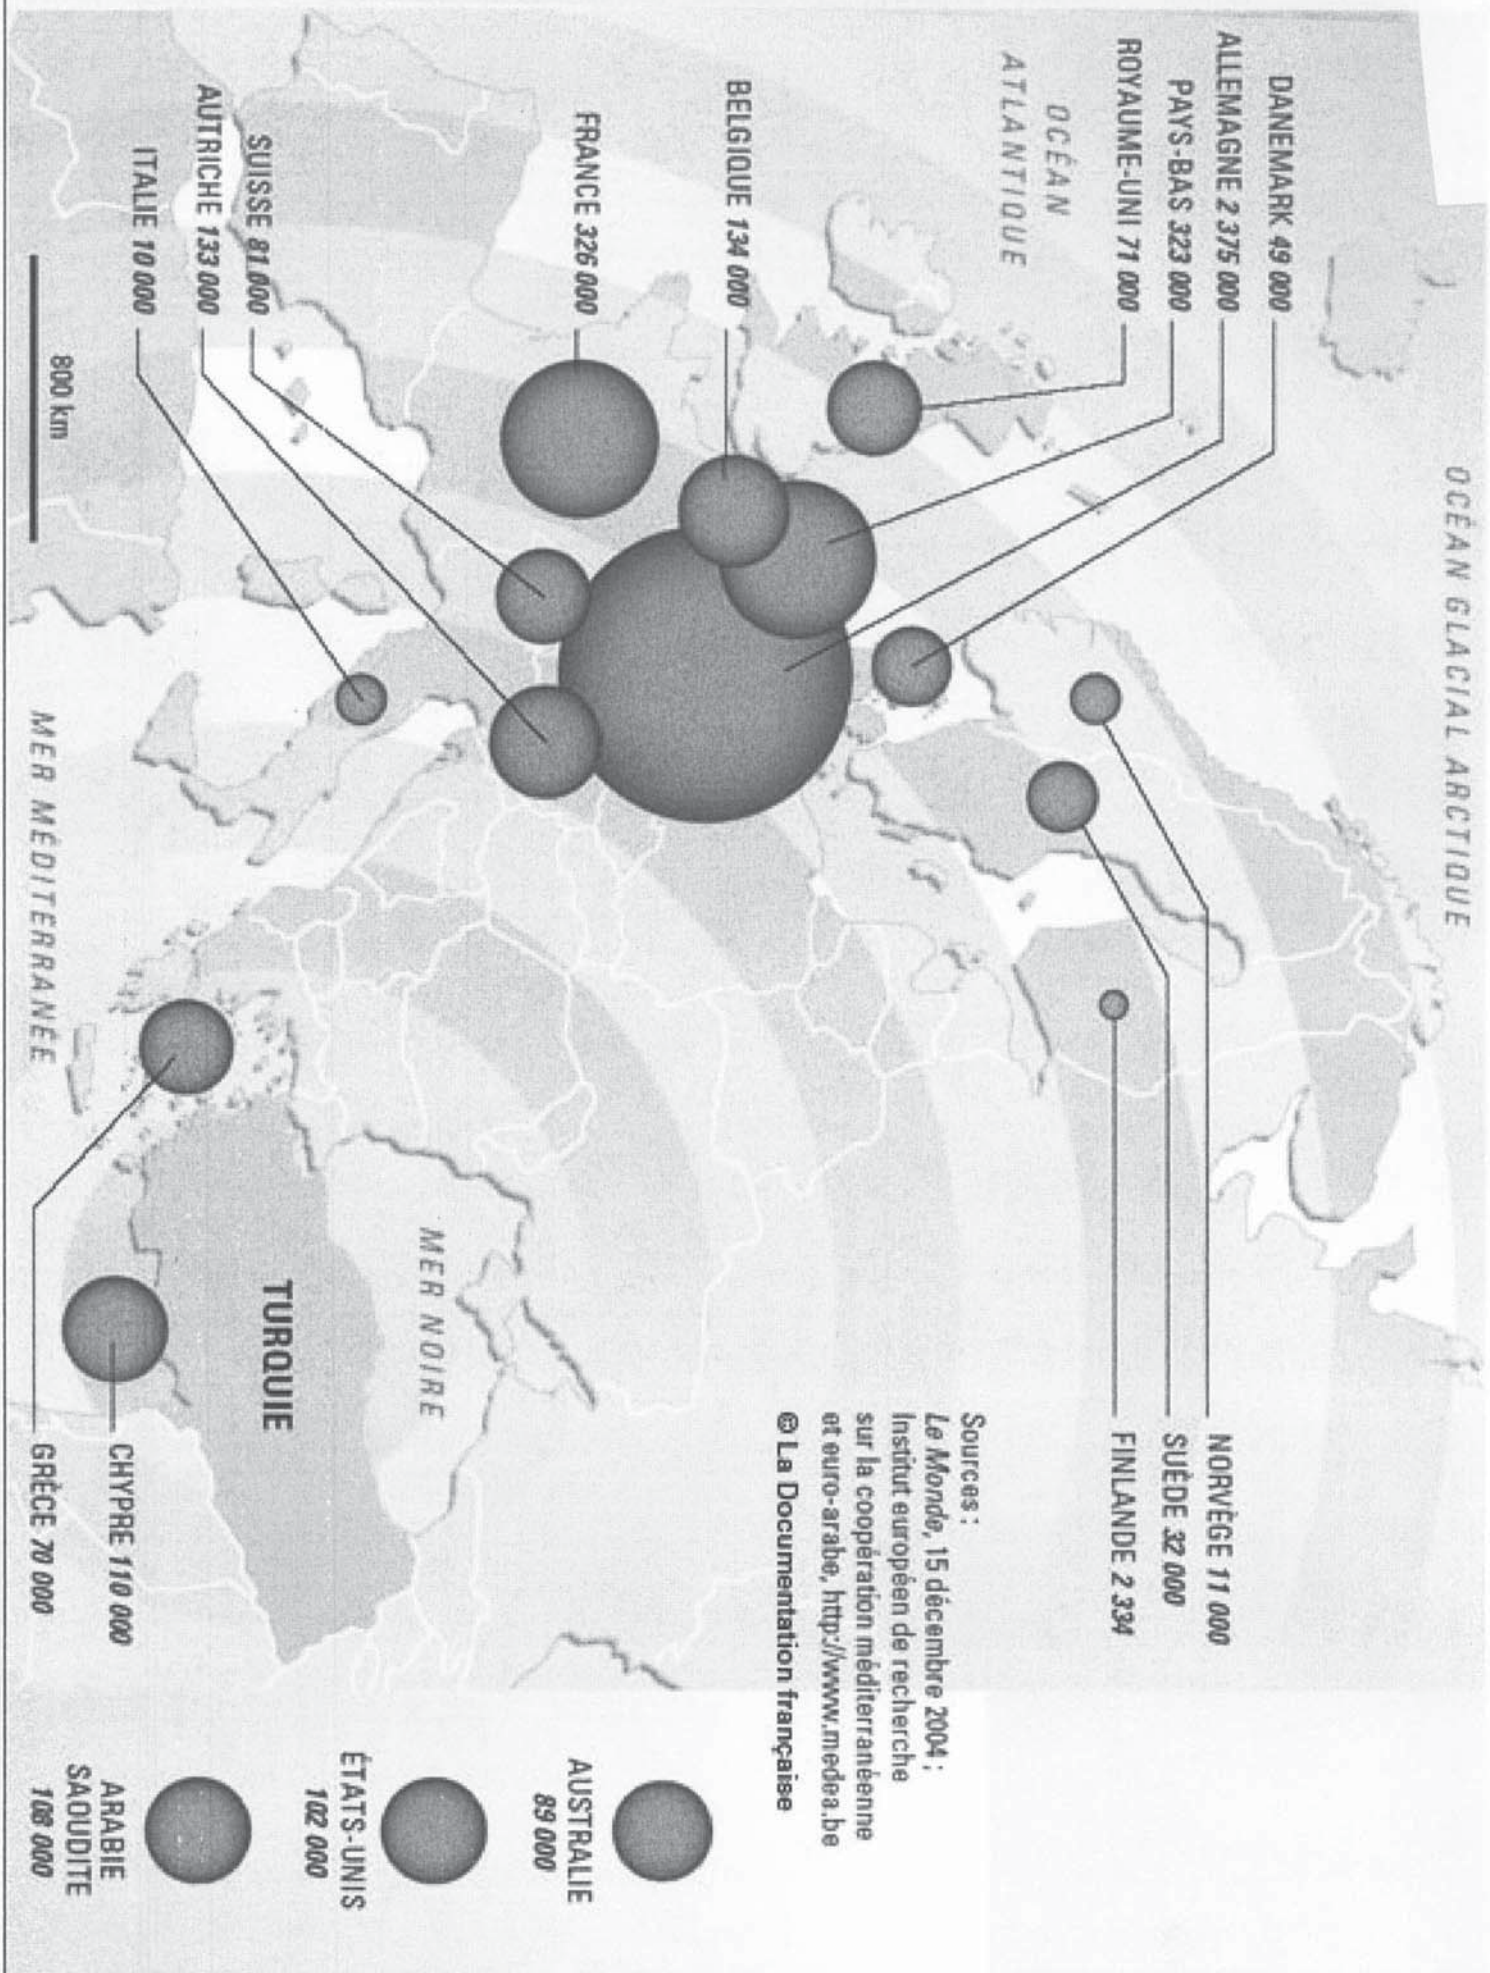 OCÉAN GLACIAL ARCTIQUE
DANEMARK 49 000
ALLEMAGNE 2 375 000
PAYS-BAS 323 000
ROYAUME-UNI 71 000
OCÉAN
ATLANTIQUE
BELGIQUE 134 000
FRANCE 326 000
SUISSE 81 000
AUTRICHE 133 000
ITALIE 10 000
800 km
MER MÉDITERRANÉE
MER NOIRE
TURQUIE
NORVÈGE 11 000
SUÈDE 32 000
FINLANDE 2 334
Sources :
Le Monde, 15 décembre 2004 ;
Institut européen de recherche
sur la coopération méditerranéenne
et euro-arabe, http://www.medea.be
© La Documentation française
CHYPRE 110 000
GRÈCE 70 000
AUSTRALIE
89 000
ÉTATS-UNIS
102 000
ARABIE
SAOUDITE
108 000